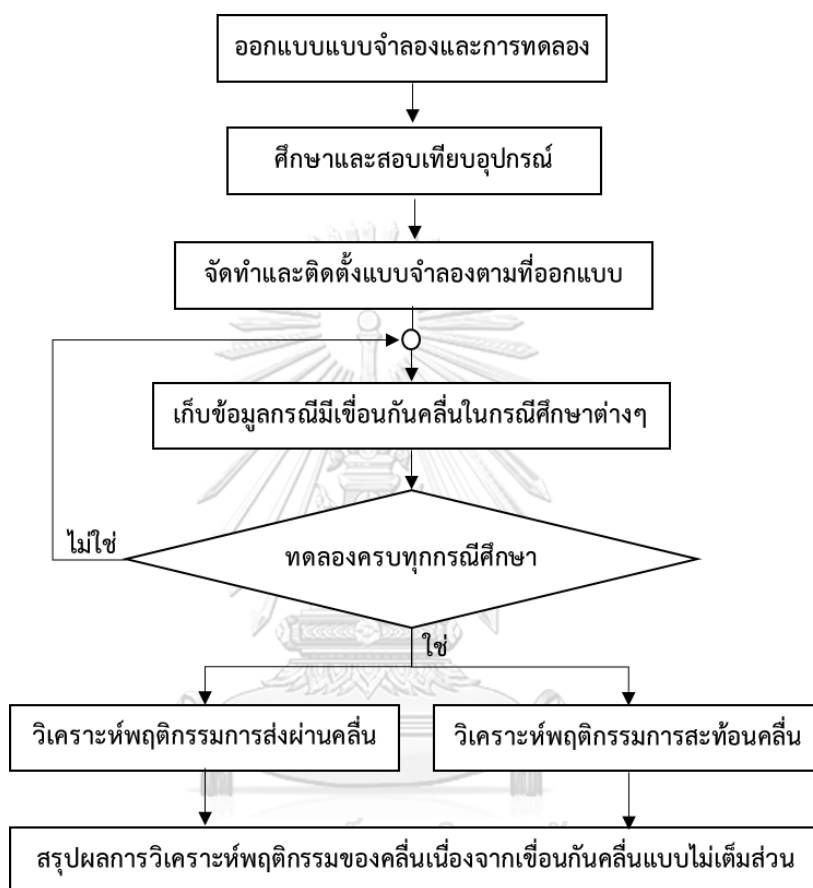 ออกแบบแบบจำลองและการทดลอง
ศึกษาและสอบเทียบอุปกรณ์
จัดทำและติดตั้งแบบจำลองตามที่ออกแบบ
เก็บข้อมูลกรณีมีเขื่อนกันคลื่นในกรณีศึกษาต่างๆ
ไม่ใช่
ทดลองครบทุกกรณีศึกษา
ใช่
วิเคราะห์พฤติกรรมการส่งผ่านคลื่น
วิเคราะห์พฤติกรรมการสะท้อนคลื่น
สรุปผลการวิเคราะห์พฤติกรรมของคลื่นเนื่องจากเขื่อนกันคลื่นแบบไม่เต็มส่วน